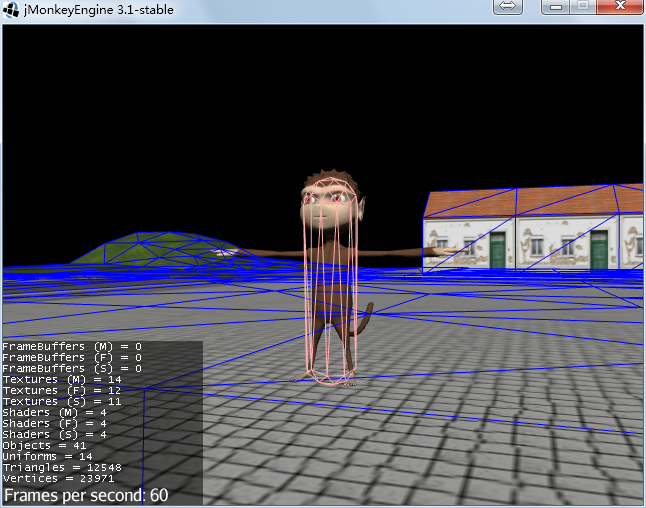 jMonkeyEngine 3.1-stable
FrameBuffers (M) = 0
FrameBuffers (F) = 0
FrameBuffers (S) = 0
Textures (M) = 14
Textures (F) = 12
Textures (S) = 11
Shaders (M) = 4
Shaders (F) = 4
Shaders (S) = 4
Objects = 41
Uniforms = 14
Triangles = 12548
Vertices = 23971
Frames per second: 60